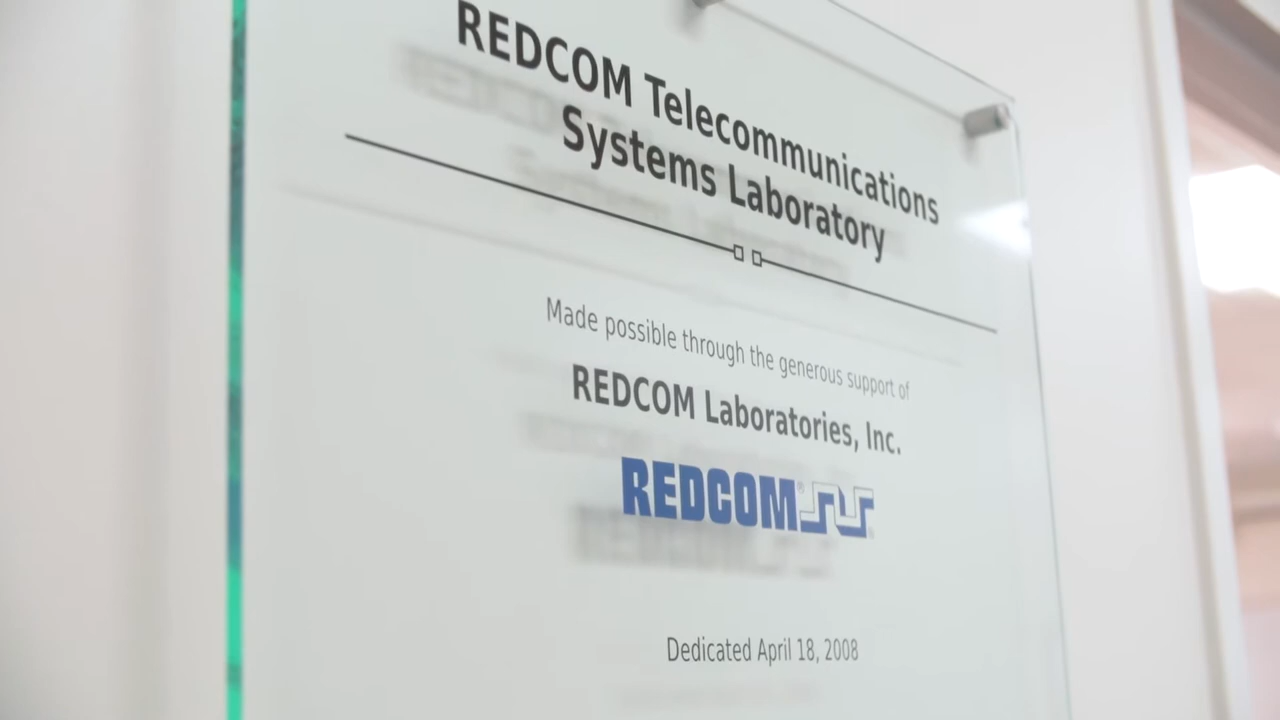 REDCOM Telecommunications
Systems Laboratory
Made possible through the generous support of
REDCOM Laboratories, Inc.
REDCOM®
Dedicated April 18, 2008